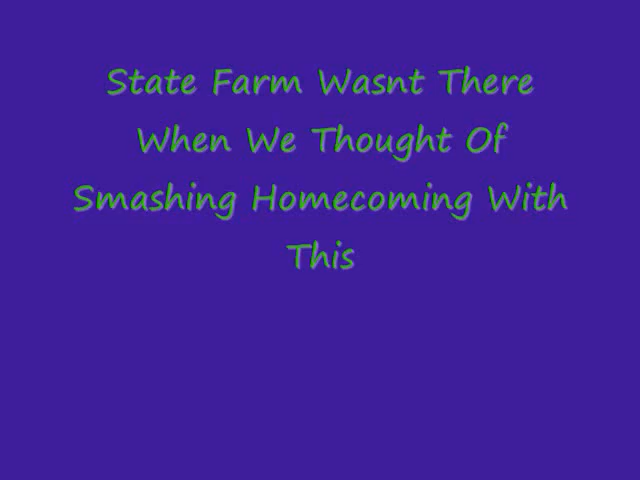 State Farm Wasnt There
When We Thought Of
Smashing Homecoming With
This